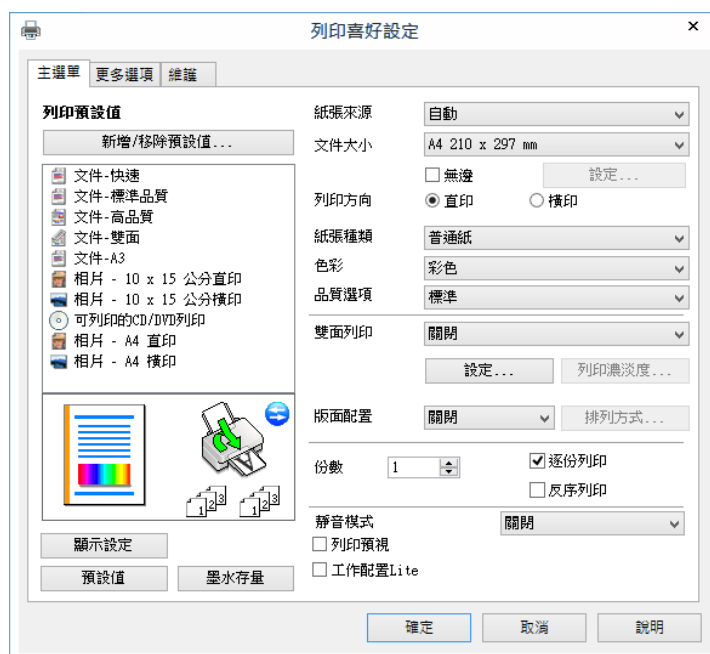 列印喜好設定
主選單 更多選項 維護
列印預設值
新增/移除預設值...
文件-快速
文件-標準品質
文件-高品質
文件-雙面
文件-A3
相片 - 10 x 15 公分直印
相片 - 10 x 15 公分橫印
可列印的CD/DVD列印
相片 - A4 直印
相片 - A4 橫印
1 2 3 1 2 3
顯示設定
預設值 墨水存量
紙張來源 自動
文件大小 A4 210 x 297 mm
無邊 設定...
列印方向 直印 橫印
紙張種類 普通紙
色彩 彩色
品質選項 標準
雙面列印 關閉
設定... 列印濃淡度...
版面配置 關閉 排列方式...
份數 1 逐份列印
反序列印
靜音模式 關閉
列印預視
工作配置Lite
確定 取消 說明